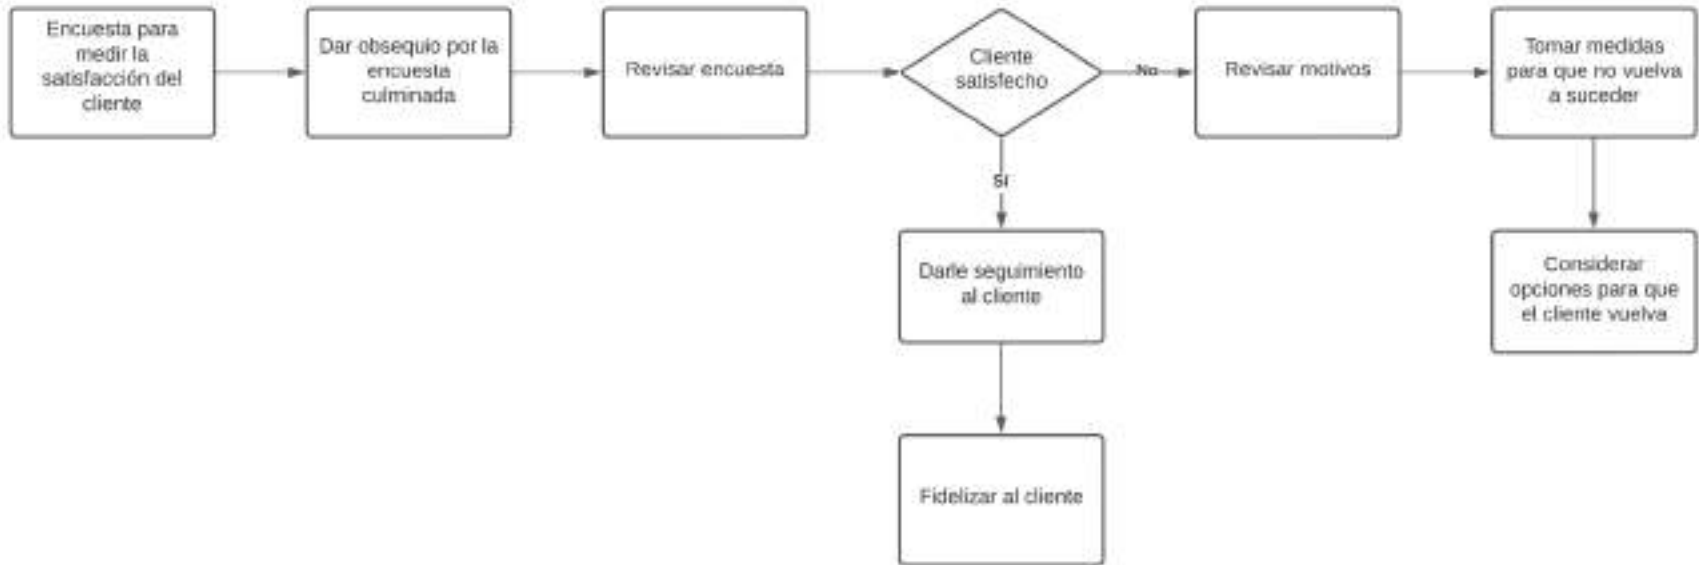 Encuesta para
medir la
satisfacción del
cliente
Dar obsequio por la
encuesta
culminada
Revisar encuesta
Cliente
satisfecho
No
Revisar motivos
Tomar medidas
para que no vuelva
a suceder
Sí
Darle seguimiento
al cliente
Considerar
opciones para que
el cliente vuelva
Fidelizar al cliente